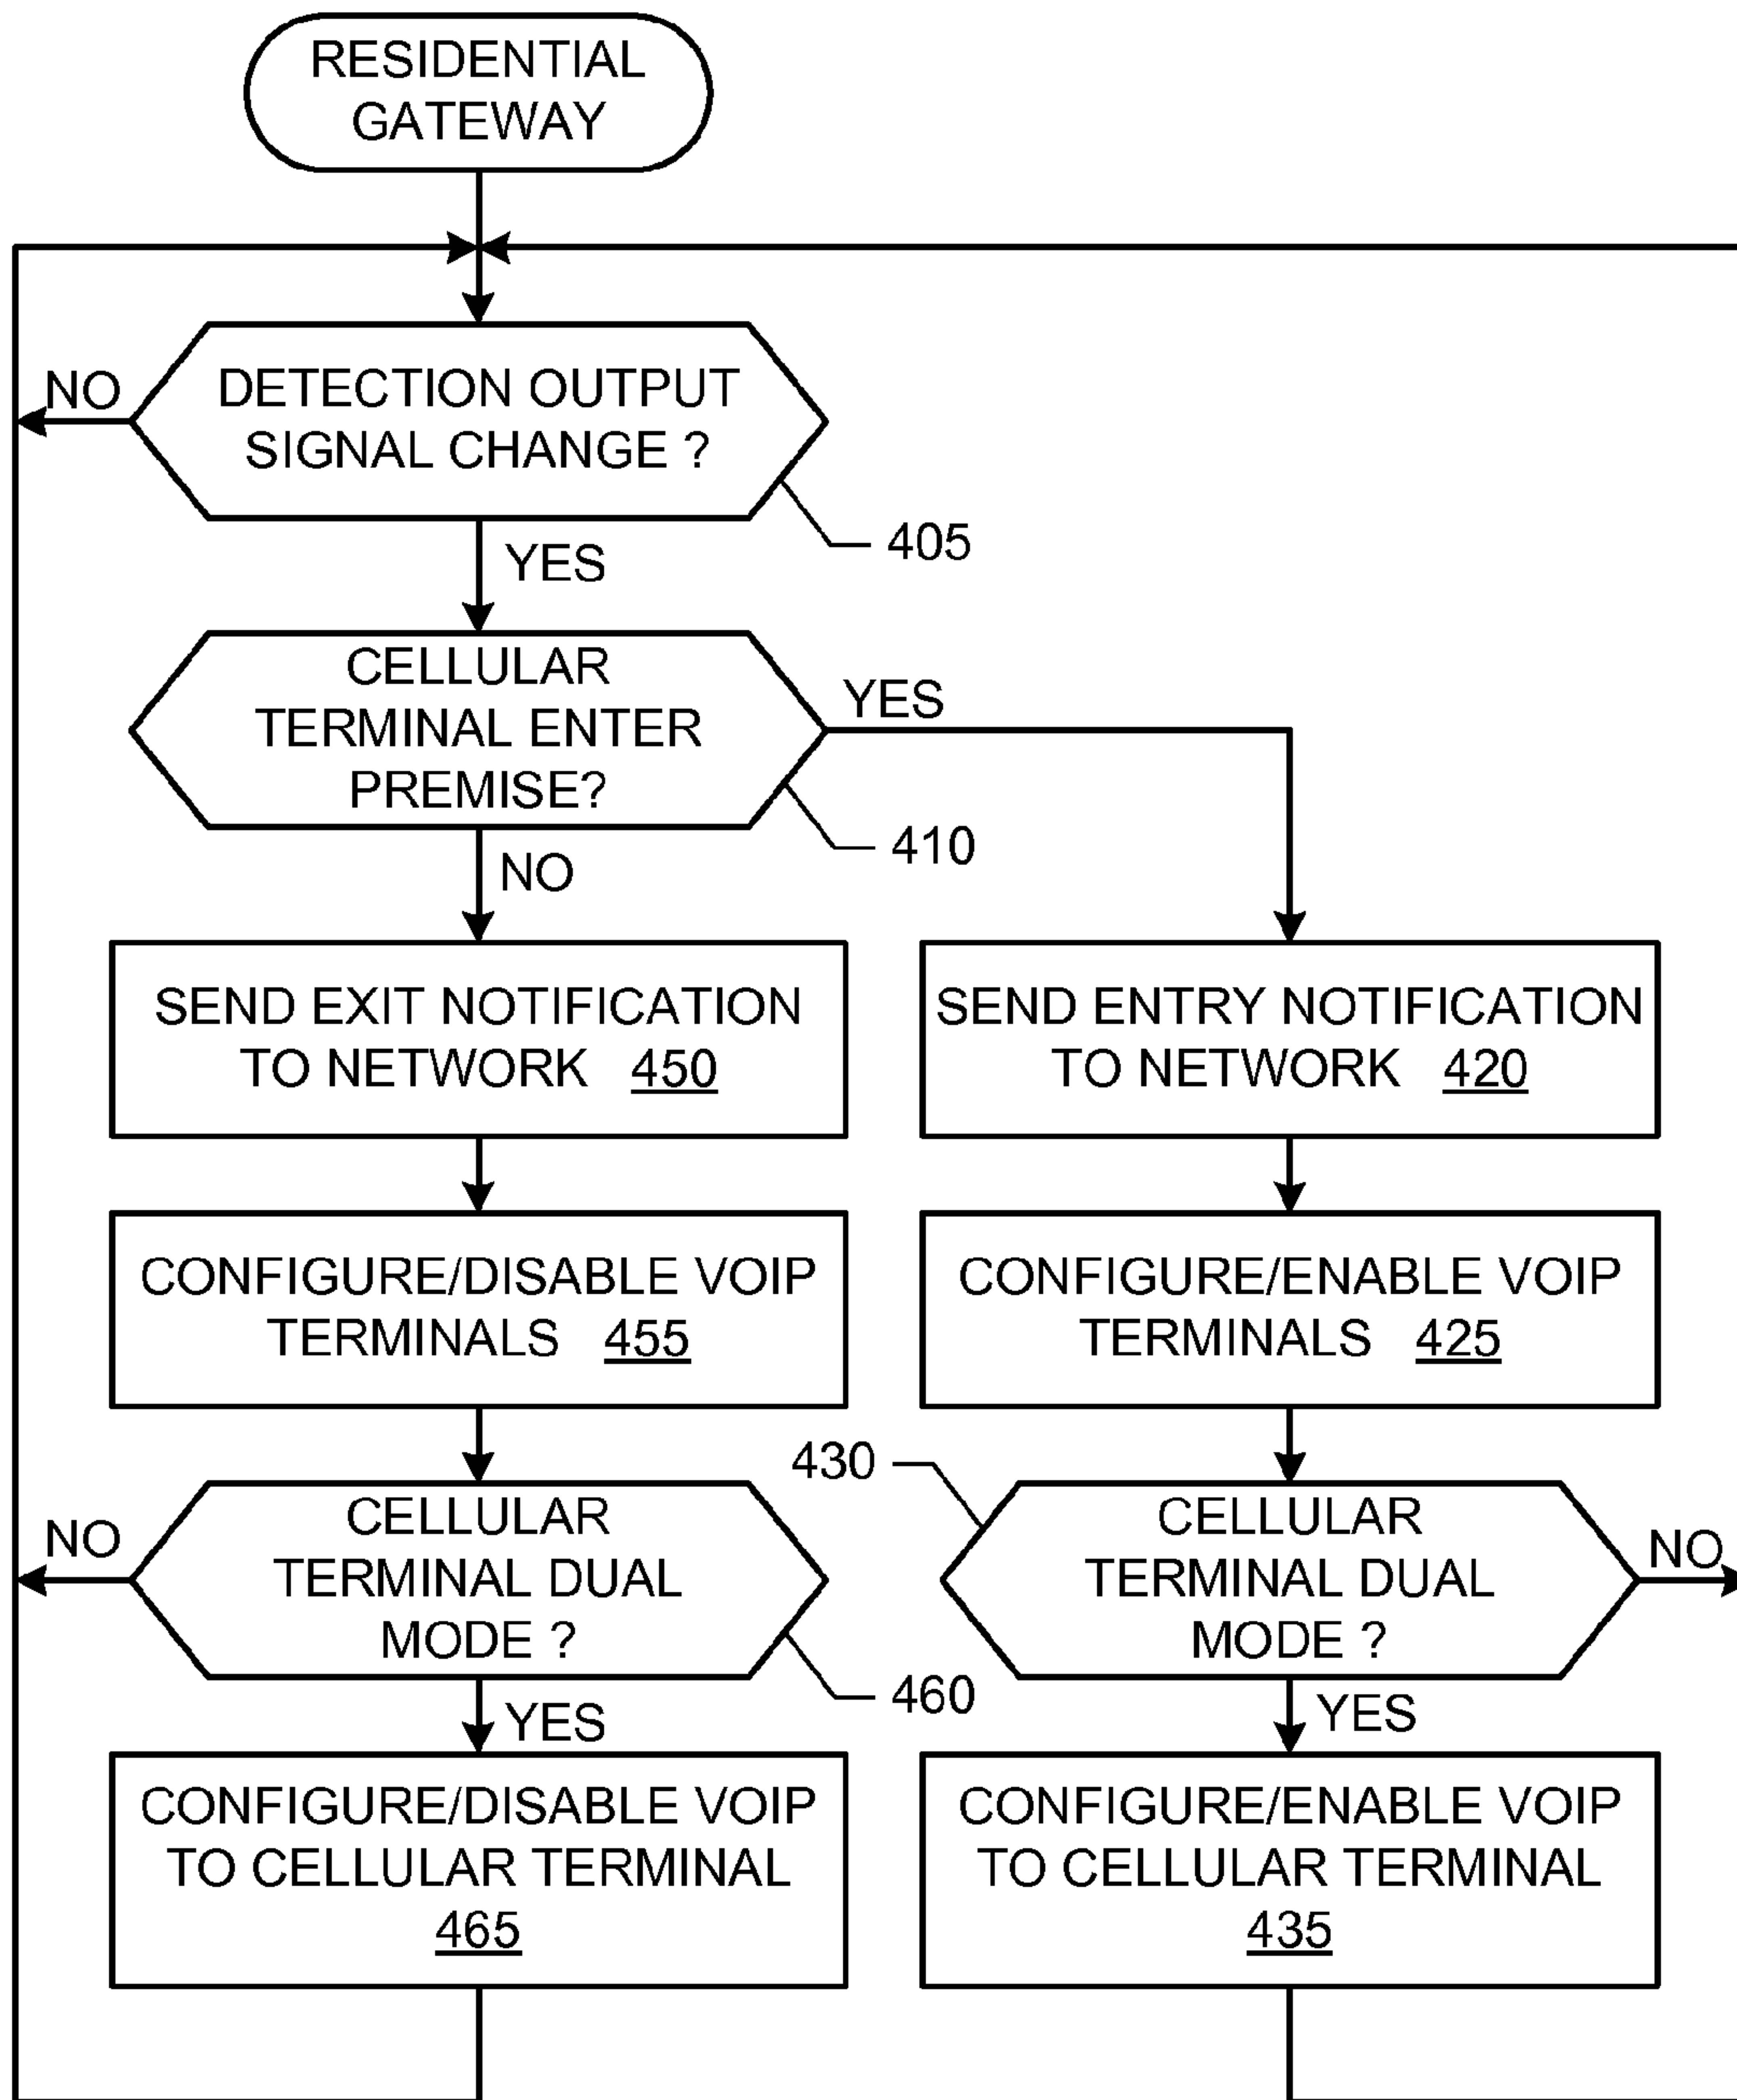 RESIDENTIAL
GATEWAY
NO
DETECTION OUTPUT
SIGNAL CHANGE ?
405
YES
CELLULAR
TERMINAL ENTER
PREMISE?
YES
410
NO
SEND EXIT NOTIFICATION
TO NETWORK 450
SEND ENTRY NOTIFICATION
TO NETWORK 420
CONFIGURE/DISABLE VOIP
TERMINALS 455
CONFIGURE/ENABLE VOIP
TERMINALS 425
430
NO
CELLULAR
TERMINAL DUAL
MODE ?
460
CELLULAR
TERMINAL DUAL
MODE ?
NO
YES
YES
CONFIGURE/DISABLE VOIP
TO CELLULAR TERMINAL
465
CONFIGURE/ENABLE VOIP
TO CELLULAR TERMINAL
435